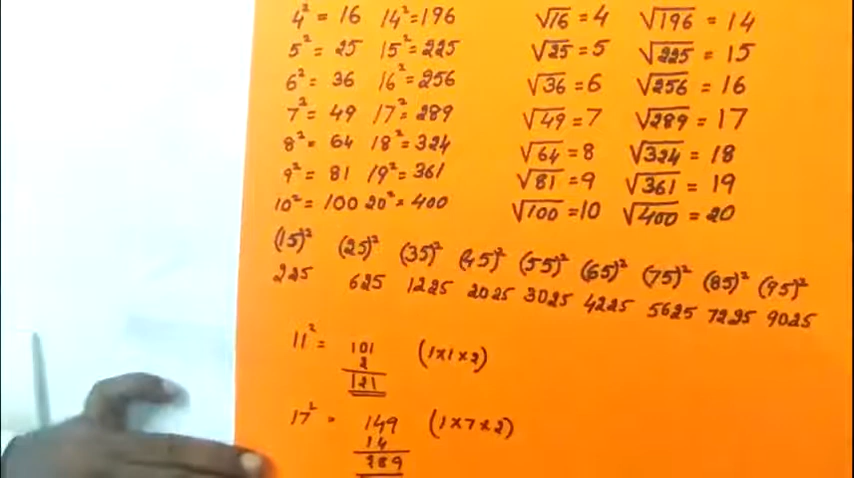 4² = 16 14² = 196 √16 = 4 √196 = 14
5² = 25 15² = 225 √25 = 5 √225 = 15
6² = 36 16² = 256 √36 = 6 √256 = 16
7² = 49 17² = 289 √49 = 7 √289 = 17
8² = 64 18² = 324 √64 = 8 √324 = 18
9² = 81 19² = 361 √81 = 9 √361 = 19
10² = 100 20² = 400 √100 = 10 √400 = 20
(15)² (25)² (35)² (45)² (55)² (65)² (75)² (85)² (95)²
225 625 1225 2025 3025 4225 5625 7225 9025
11² = 101 (1×1×2)
2
121
17² = 149 (1×7×2)
14
289